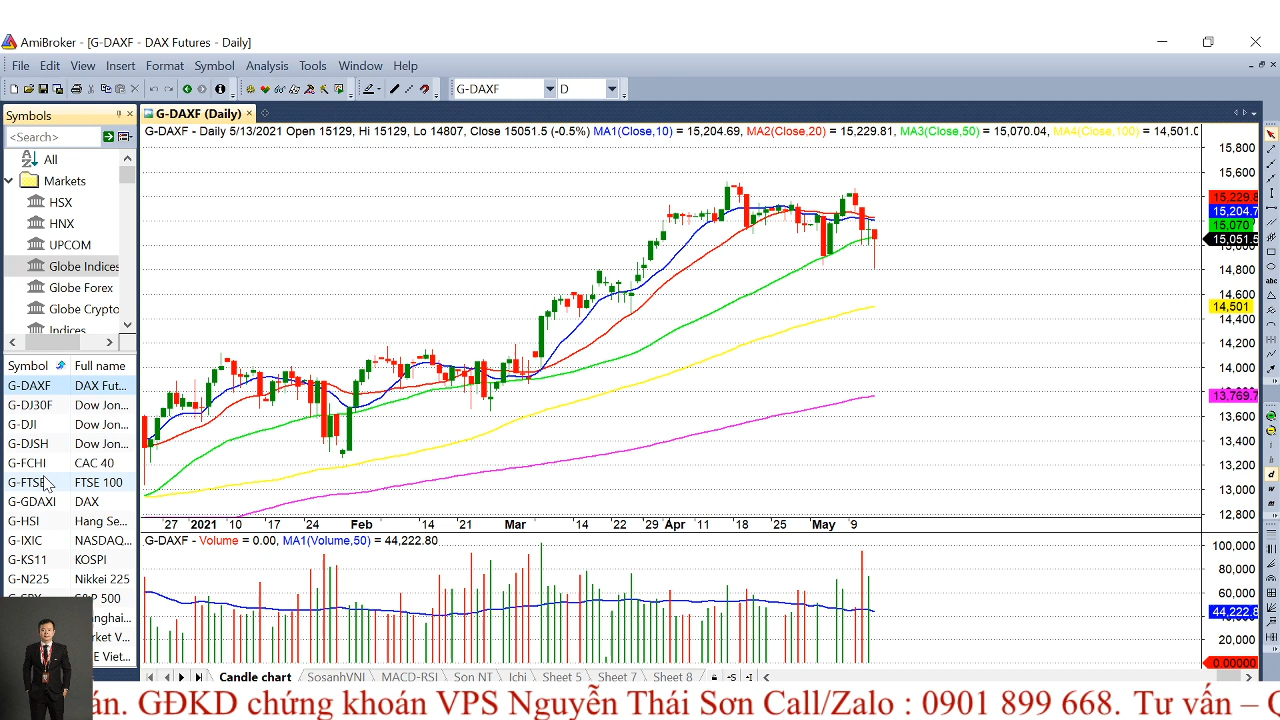 AmiBroker - [G-DAXF - DAX Futures - Daily]
File Edit View Insert Format Symbol Analysis Tools Window Help
G-DAXF D
Symbols
G-DAXF (Daily)
<Search>
G-DAXF - Daily 5/13/2021 Open 15129, Hi 15129, Lo 14807, Close 15051.5 (-0.5%) MA1(Close,10) = 15,204.69, MA2(Close,20) = 15,229.81, MA3(Close,50) = 15,070.04, MA4(Close,100) = 14,501.0
All
Markets
HSX
HNX
UPCOM
Globe Indices
Globe Forex
Globe Crypto
Indices
Symbol Full name
G-DAXF DAX Fut...
G-DJ30F Dow Jon...
G-DJI Dow Jon...
G-DJSH Dow Jon...
G-FCHI CAC 40
G-FTSE FTSE 100
G-GDAXI DAX
G-HSI Hang Se...
G-IXIC NASDAQ...
G-KS11 KOSPI
G-N225 Nikkei 225
P 500
anghai...
rket V...
E Viet...
15,800
15,600
15,229.8
15,204.7
15,070
15,051.5
15,000
14,800
14,600
14,501
14,400
14,200
14,000
13,769.7
13,600
13,400
13,200
13,000
12,800
27 2021 10 17 24 Feb 14 21 Mar 14 22 29 Apr 11 18 25 May 9
G-DAXF - Volume = 0.00, MA1(Volume,50) = 44,222.80
100,000
80,000
60,000
44,222.8
20,000
0.00000
Candle chart SosanhVNI MACD-RSI Son NT Ich eet 5 Sheet 7 Sheet 8
án. GĐKD chứng khoán VPS Nguyễn Thái Sơn Call/Zalo : 0901 899 668. Tư vấn –